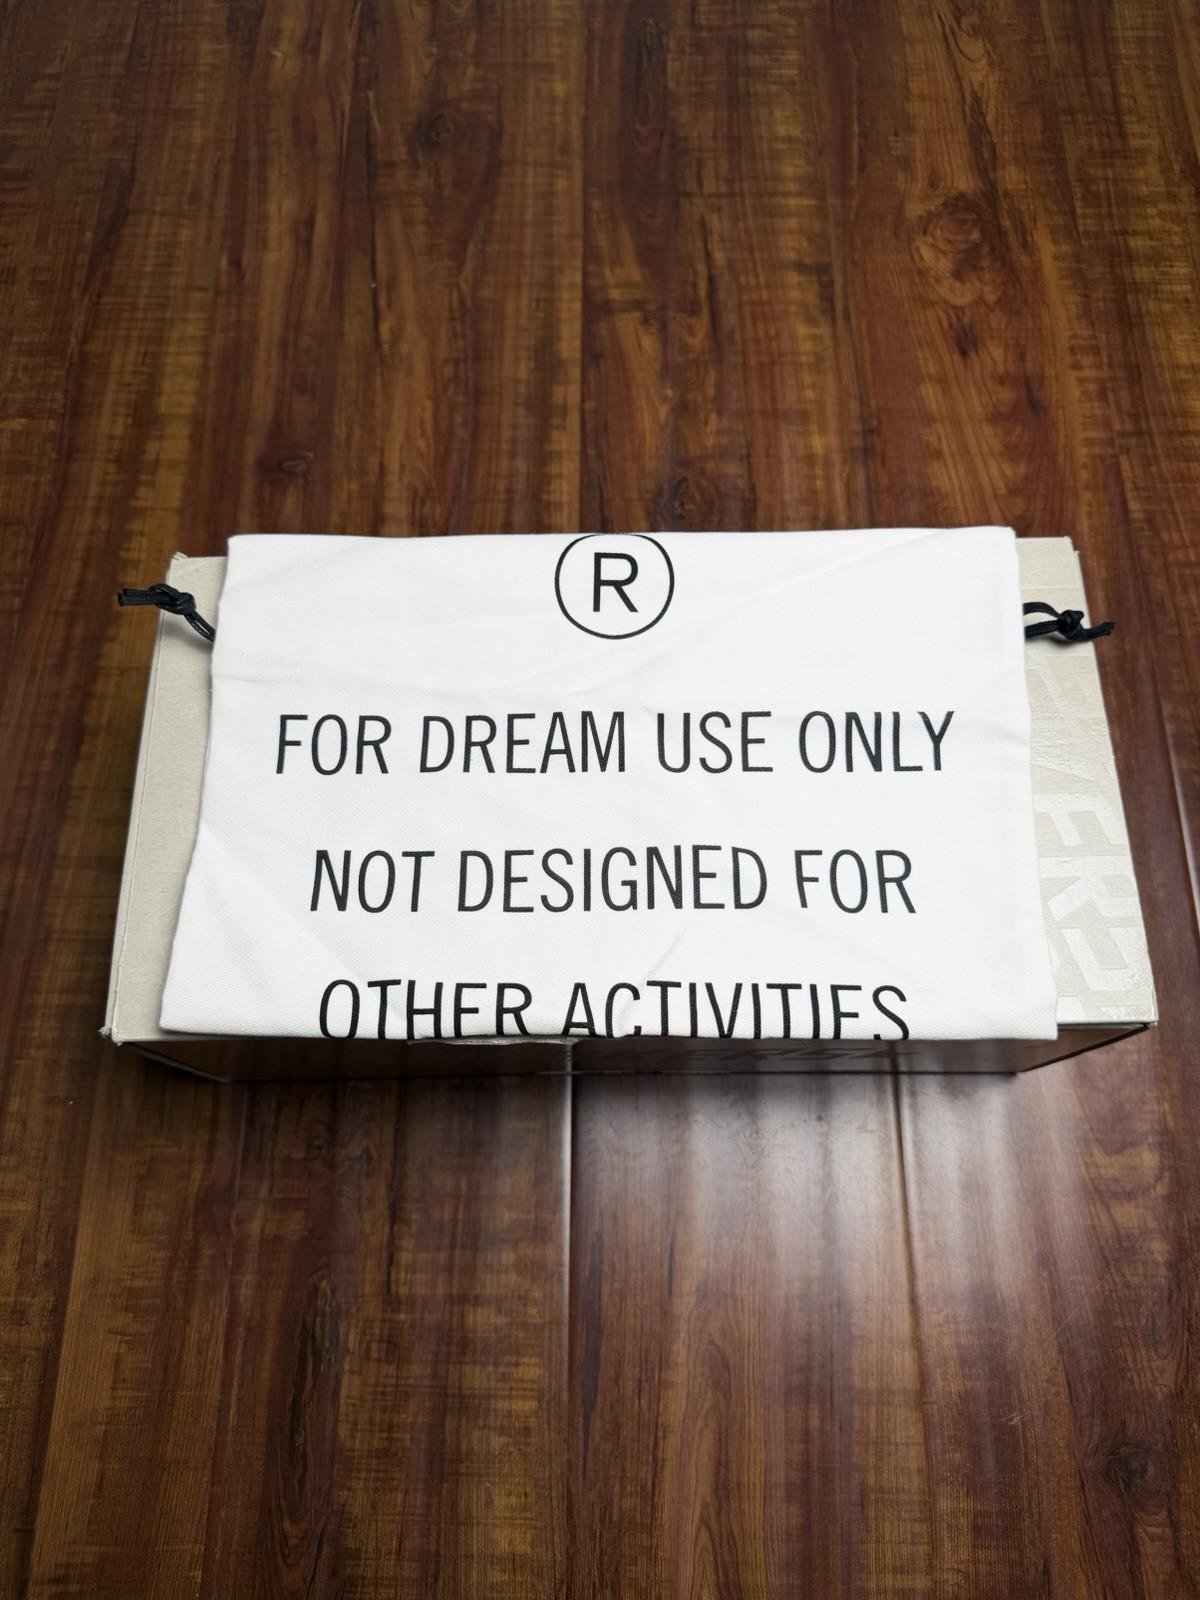 R
FOR DREAM USE ONLY
NOT DESIGNED FOR
OTHER ACTIVITIES